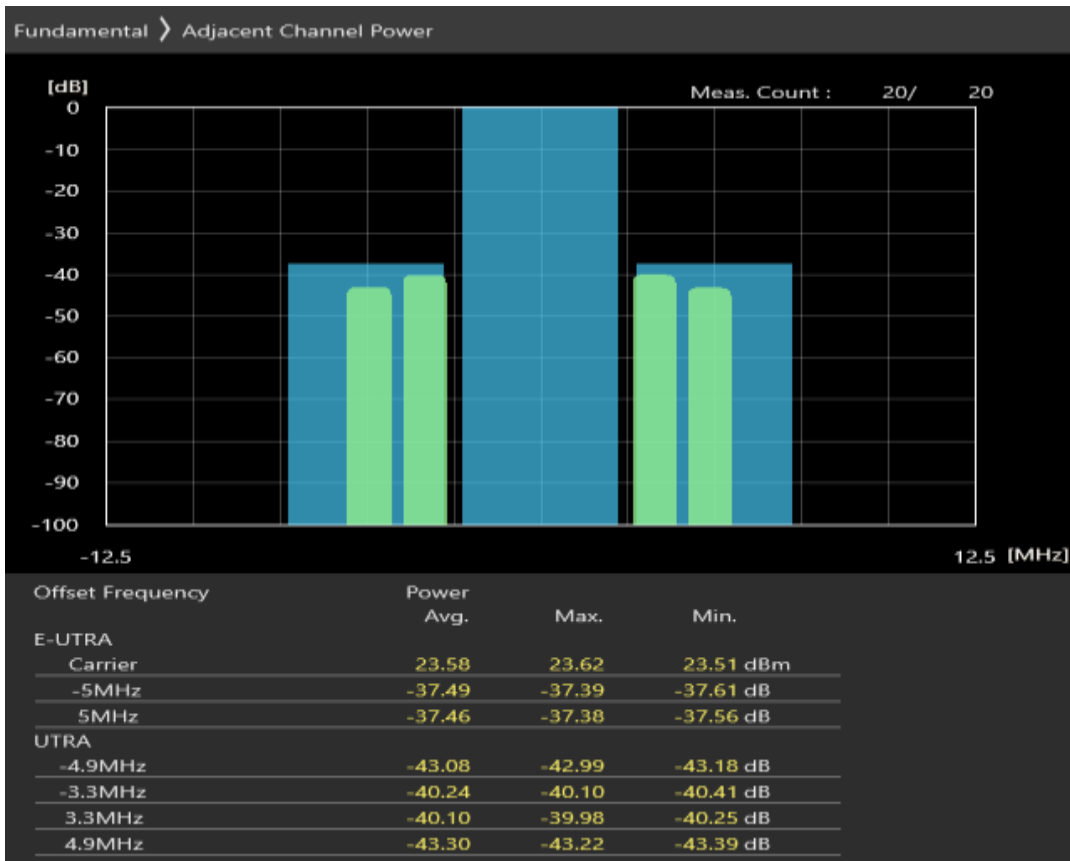 Fundamental 〉 Adjacent Channel Power
[dB]
Meas. Count : 20/ 20
0
-10
-20
-30
-40
-50
-60
-70
-80
-90
-100
-12.5 12.5 [MHz]
Offset Frequency Power
Avg. Max. Min.
E-UTRA
Carrier 23.58 23.62 23.51 dBm
-5MHz -37.49 -37.39 -37.61 dB
5MHz -37.46 -37.38 -37.56 dB
UTRA
-4.9MHz -43.08 -42.99 -43.18 dB
-3.3MHz -40.24 -40.10 -40.41 dB
3.3MHz -40.10 -39.98 -40.25 dB
4.9MHz -43.30 -43.22 -43.39 dB